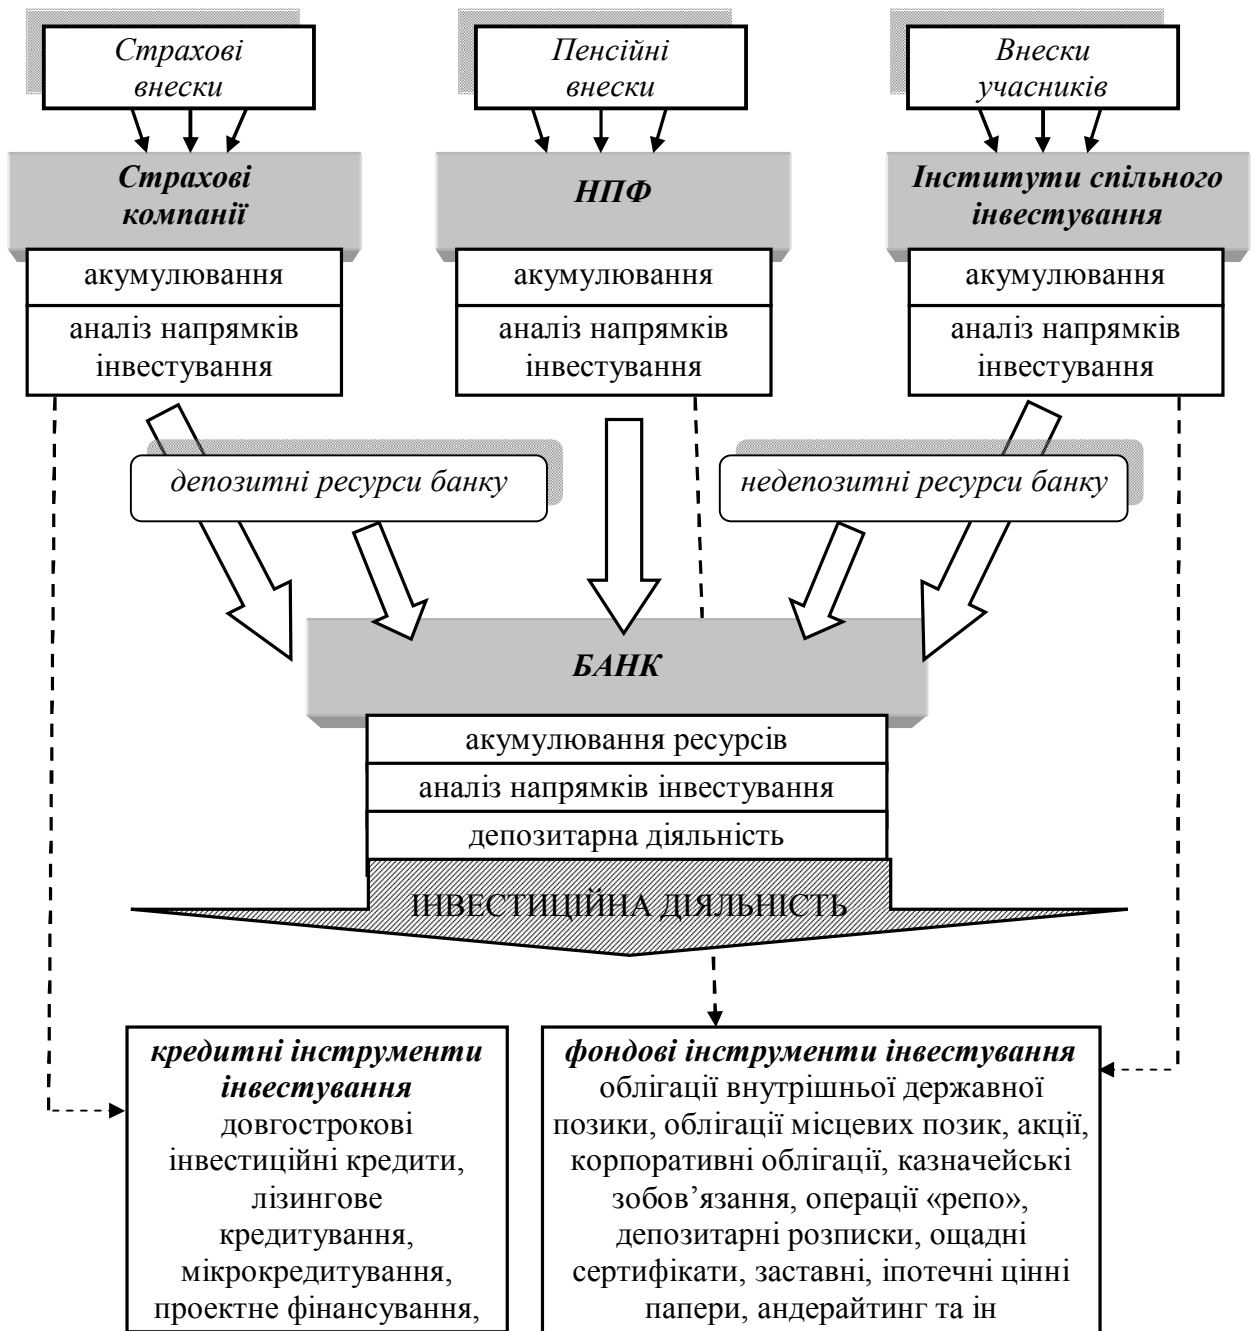 Страхові
внески
Пенсійні
внески
Внески
учасників
Страхові
компанії
НПФ
Інститути спільного
інвестування
акумулювання
акумулювання
акумулювання
аналіз напрямків
інвестування
аналіз напрямків
інвестування
аналіз напрямків
інвестування
депозитні ресурси банку
недепозитні ресурси банку
БАНК
акумулювання ресурсів
аналіз напрямків інвестування
депозитарна діяльність
ІНВЕСТИЦІЙНА ДІЯЛЬНІСТЬ
кредитні інструменти
інвестування
довгострокові
інвестиційні кредити,
лізингове
кредитування,
мікрокредитування,
проектне фінансування,
фондові інструменти інвестування
облігації внутрішньої державної
позики, облігації місцевих позик, акції,
корпоративні облігації, казначейські
зобов’язання, операції «репо»,
депозитарні розписки, ощадні
сертифікати, заставні, іпотечні цінні
папери, андерайтинг та ін